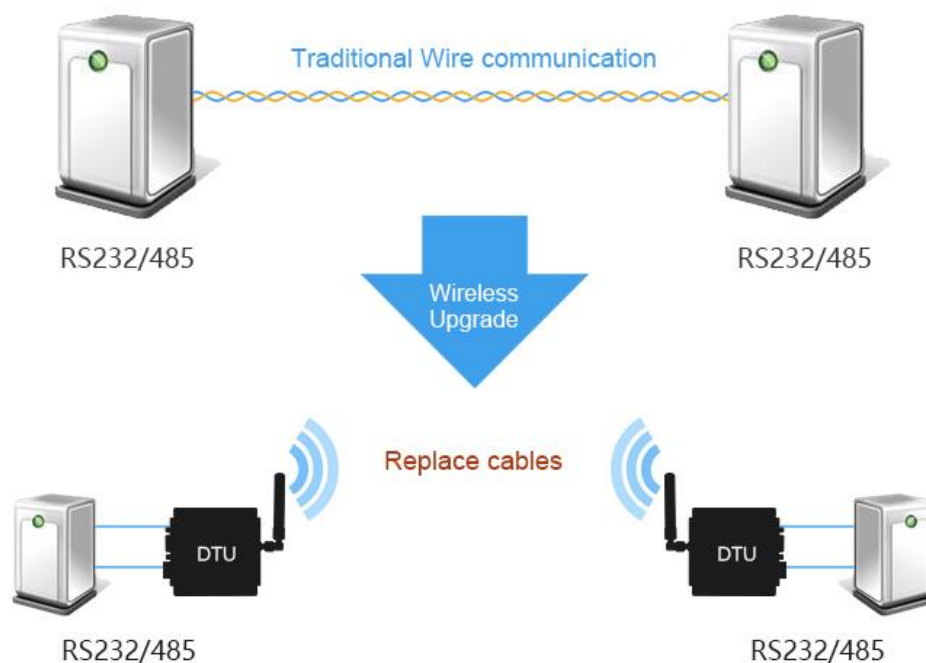 Traditional Wire communication
RS232/485
RS232/485
Wireless
Upgrade
Replace cables
DTU
DTU
RS232/485
RS232/485